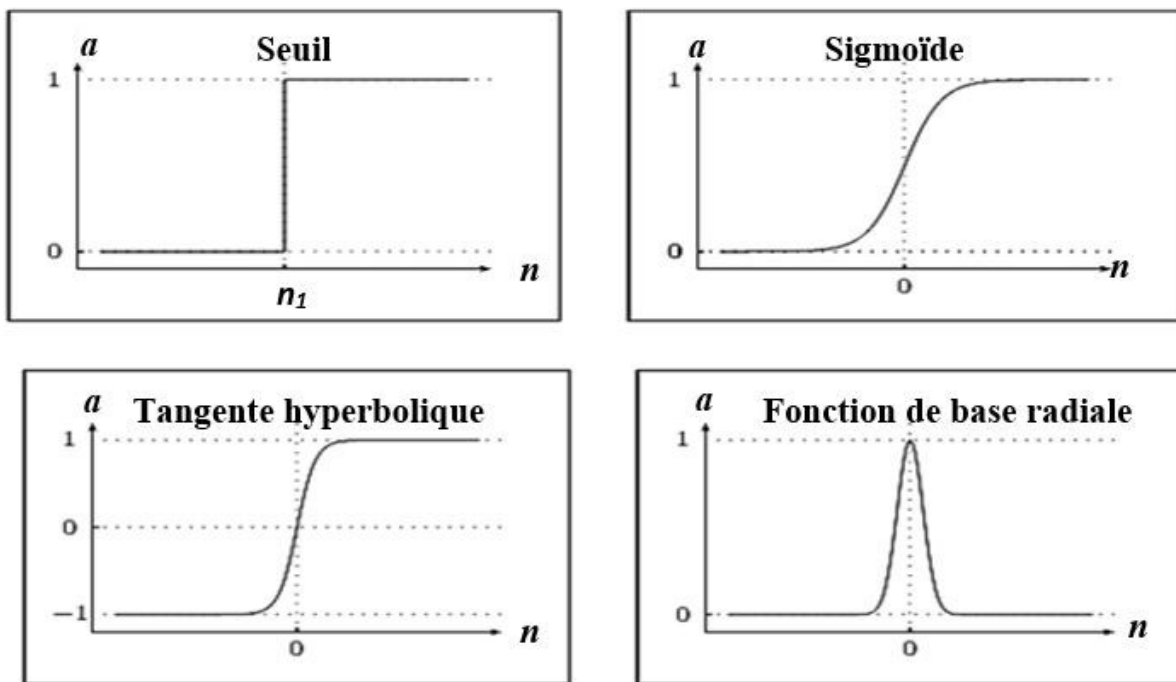 Seuil
a
1
0
n
n₁
Sigmoïde
a
1
0
n
0
Tangente hyperbolique
a
1
0
−1
n
0
Fonction de base radiale
a
1
0
n
0